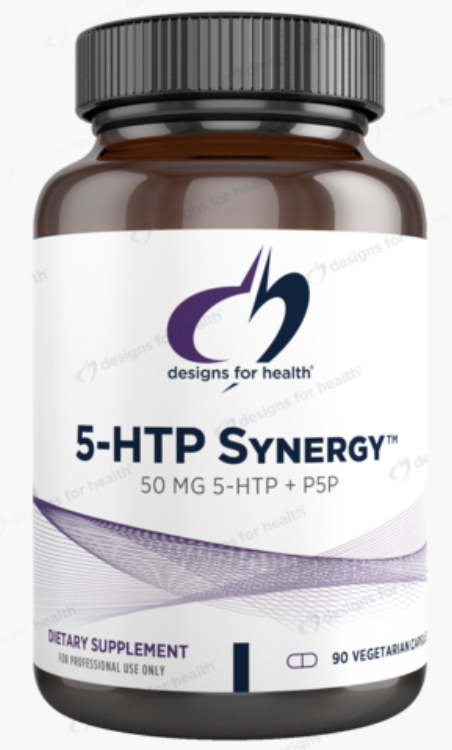 designs for health®
5-HTP SYNERGY™
50 MG 5-HTP + P5P
DIETARY SUPPLEMENT
FOR PROFESSIONAL USE ONLY
90 VEGETARIAN